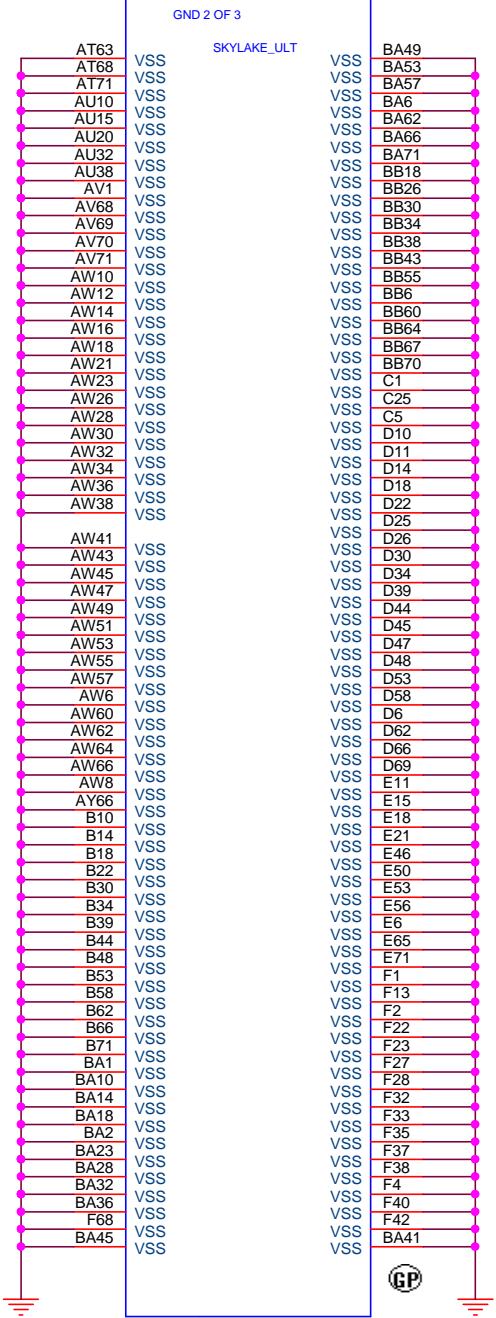 GND 2 OF 3
SKYLAKE_ULT
AT63 VSS VSS BA49
AT68 VSS VSS BA53
AT71 VSS VSS BA57
AU10 VSS VSS BA6
AU15 VSS VSS BA62
AU20 VSS VSS BA66
AU32 VSS VSS BA71
AU38 VSS VSS BB18
AV1 VSS VSS BB26
AV68 VSS VSS BB30
AV69 VSS VSS BB34
AV70 VSS VSS BB38
AV71 VSS VSS BB43
AW10 VSS VSS BB55
AW12 VSS VSS BB6
AW14 VSS VSS BB60
AW16 VSS VSS BB64
AW18 VSS VSS BB67
AW21 VSS VSS BB70
AW23 VSS VSS C1
AW26 VSS VSS C25
AW28 VSS VSS C5
AW30 VSS VSS D10
AW32 VSS VSS D11
AW34 VSS VSS D14
AW36 VSS VSS D18
AW38 VSS VSS D22
VSS D25
AW41 VSS VSS D26
AW43 VSS VSS D30
AW45 VSS VSS D34
AW47 VSS VSS D39
AW49 VSS VSS D44
AW51 VSS VSS D45
AW53 VSS VSS D47
AW55 VSS VSS D48
AW57 VSS VSS D53
AW6 VSS VSS D58
AW60 VSS VSS D6
AW62 VSS VSS D62
AW64 VSS VSS D66
AW66 VSS VSS D69
AW8 VSS VSS E11
AY66 VSS VSS E15
B10 VSS VSS E18
B14 VSS VSS E21
B18 VSS VSS E46
B22 VSS VSS E50
B30 VSS VSS E53
B34 VSS VSS E56
B39 VSS VSS E6
B44 VSS VSS E65
B48 VSS VSS E71
B53 VSS VSS F1
B58 VSS VSS F13
B62 VSS VSS F2
B66 VSS VSS F22
B71 VSS VSS F23
BA1 VSS VSS F27
BA10 VSS VSS F28
BA14 VSS VSS F32
BA18 VSS VSS F33
BA2 VSS VSS F35
BA23 VSS VSS F37
BA28 VSS VSS F38
BA32 VSS VSS F4
BA36 VSS VSS F40
F68 VSS VSS F42
BA45 VSS VSS BA41
GP